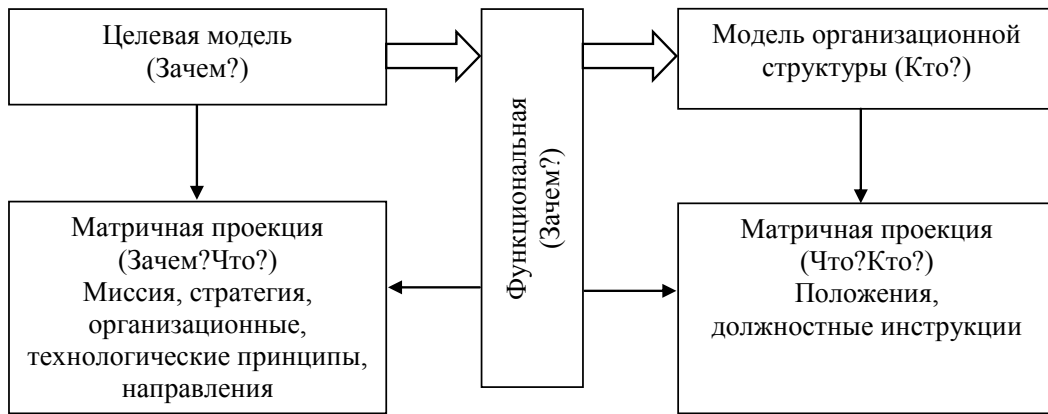 Целевая модель
(Зачем?)
Функциональная
(Зачем?)
Модель организационной
структуры (Кто?)
Матричная проекция
(Зачем?Что?)
Миссия, стратегия,
организационные,
технологические принципы,
направления
Матричная проекция
(Что?Кто?)
Положения,
должностные инструкции